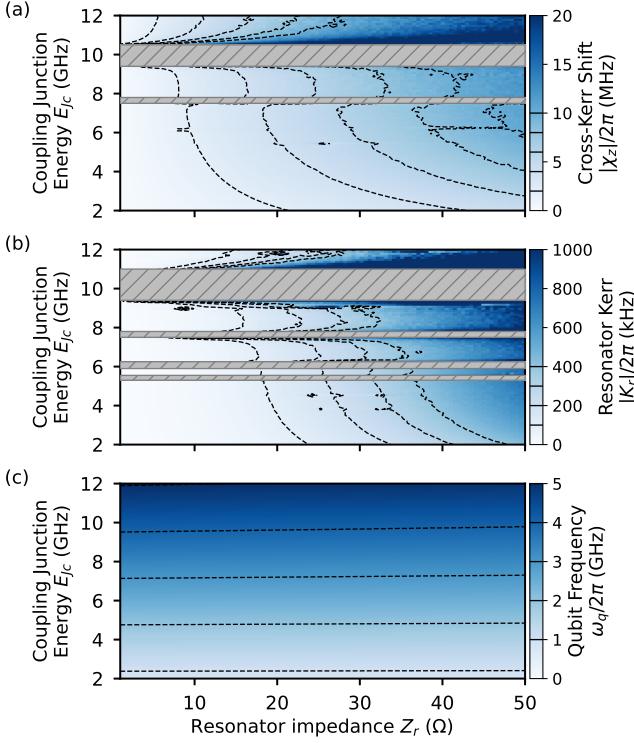 (a)
12
10
8
6
4
2
Coupling Junction
Energy E_Jc (GHz)
20
15
10
5
0
Cross-Kerr Shift
|χ_z|/2π (MHz)
(b)
12
10
8
6
4
2
Coupling Junction
Energy E_Jc (GHz)
1000
800
600
400
200
0
Resonator Kerr
|K_r|/2π (kHz)
(c)
12
10
8
6
4
2
Coupling Junction
Energy E_Jc (GHz)
5
4
3
2
1
0
Qubit Frequency
ω_q/2π (GHz)
10 20 30 40 50
Resonator impedance Z_r (Ω)